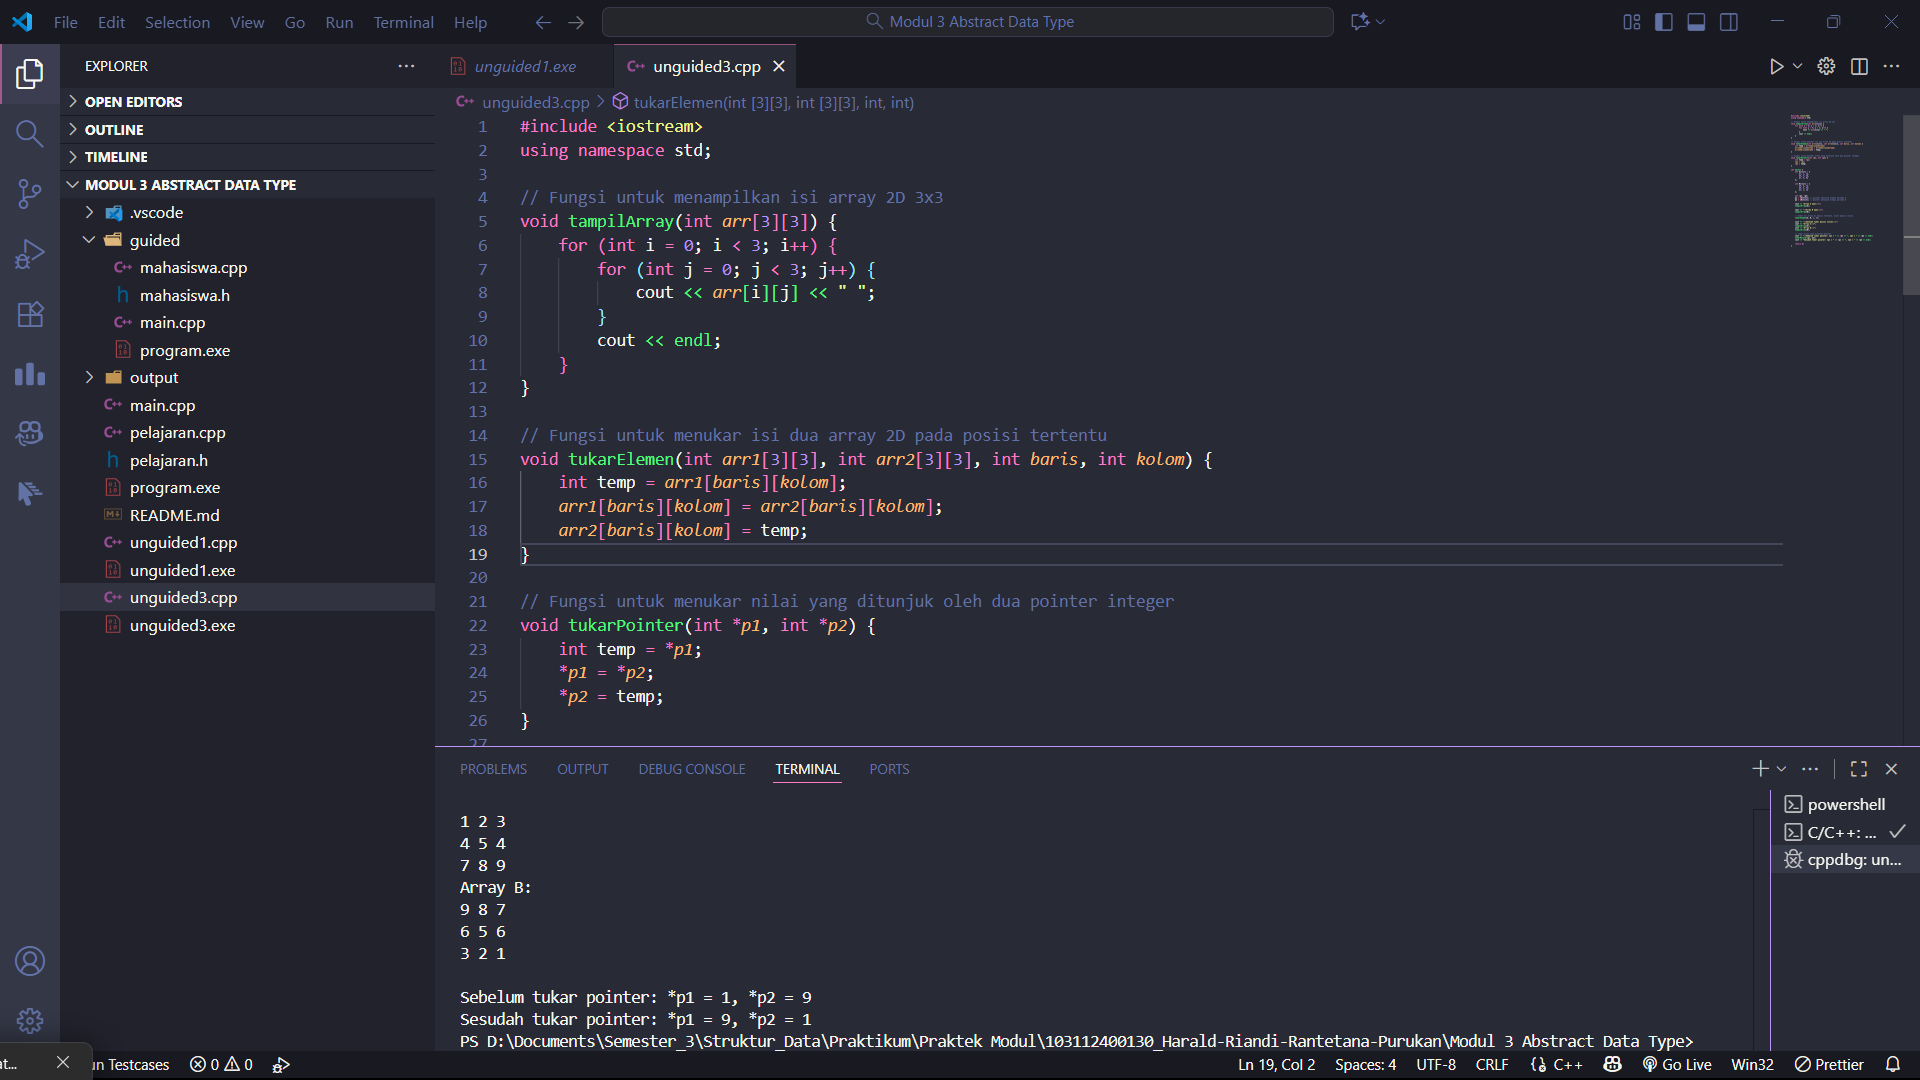 File Edit Selection View Go Run Terminal Help
Modul 3 Abstract Data Type
EXPLORER
OPEN EDITORS
OUTLINE
TIMELINE
MODUL 3 ABSTRACT DATA TYPE
.vscode
guided
mahasiswa.cpp
mahasiswa.h
main.cpp
program.exe
output
main.cpp
pelajaran.cpp
pelajaran.h
program.exe
README.md
unguided1.cpp
unguided1.exe
unguided3.cpp
unguided3.exe
unguided1.exe
unguided3.cpp
unguided3.cpp > tukarElemen(int [3][3], int [3][3], int, int)
1 #include <iostream>
2 using namespace std;
3
4 // Fungsi untuk menampilkan isi array 2D 3x3
5 void tampilArray(int arr[3][3]) {
6 for (int i = 0; i < 3; i++) {
7 for (int j = 0; j < 3; j++) {
8 cout << arr[i][j] << " ";
9 }
10 cout << endl;
11 }
12 }
13
14 // Fungsi untuk menukar isi dua array 2D pada posisi tertentu
15 void tukarElemen(int arr1[3][3], int arr2[3][3], int baris, int kolom) {
16 int temp = arr1[baris][kolom];
17 arr1[baris][kolom] = arr2[baris][kolom];
18 arr2[baris][kolom] = temp;
19 }
20
21 // Fungsi untuk menukar nilai yang ditunjuk oleh dua pointer integer
22 void tukarPointer(int *p1, int *p2) {
23 int temp = *p1;
24 *p1 = *p2;
25 *p2 = temp;
26 }
27
PROBLEMS OUTPUT DEBUG CONSOLE TERMINAL PORTS
1 2 3
4 5 4
7 8 9
Array B:
9 8 7
6 5 6
3 2 1
Sebelum tukar pointer: *p1 = 1, *p2 = 9
Sesudah tukar pointer: *p1 = 9, *p2 = 1
PS D:\Documents\Semester_3\Struktur_Data\Praktikum\Praktek Modul\103112400130_Harald-Riandi-Rantetana-Purukan\Modul 3 Abstract Data Type>
powershell
C/C++: ...
cppdbg: un...
at...
un Testcases
0 0
Ln 19, Col 2 Spaces: 4 UTF-8 CRLF C++ Go Live Win32 Prettier